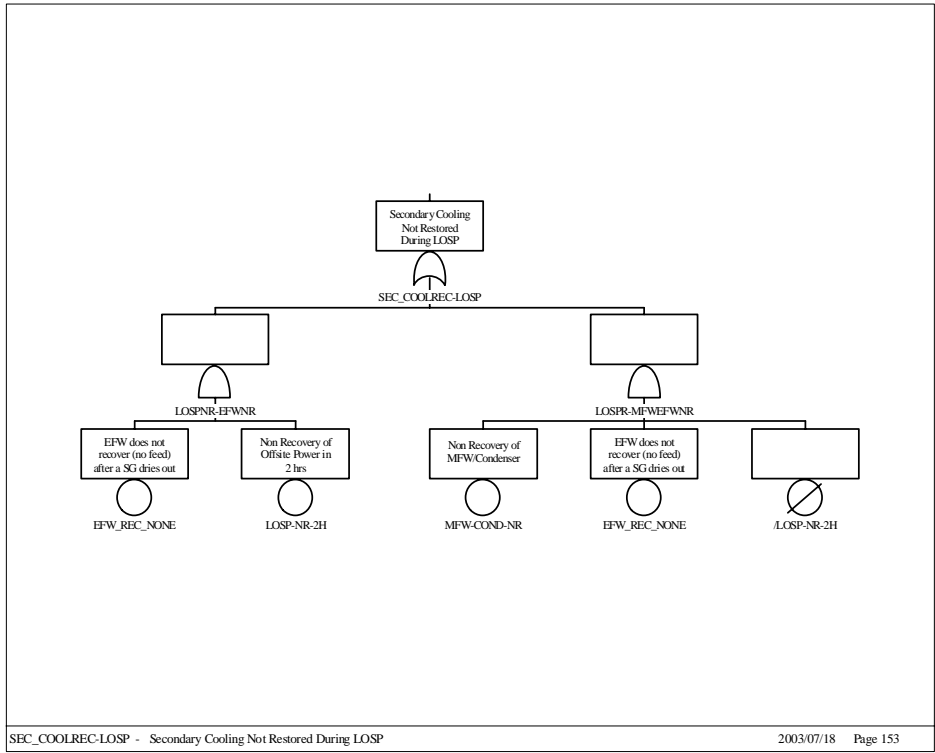 Secondary Cooling
Not Restored
During LOSP
SEC_COOLREC-LOSP
LOSPNR-EFWNR
LOSPR-MFWEFWNR
EFW does not
recover (no feed)
after a SG dries out
EFW_REC_NONE
Non Recovery of
Offsite Power in
2 hrs
LOSP-NR-2H
Non Recovery of
MFW/Condenser
MFW-COND-NR
EFW does not
recover (no feed)
after a SG dries out
EFW_REC_NONE
/LOSP-NR-2H
SEC_COOLREC-LOSP - Secondary Cooling Not Restored During LOSP
2003/07/18 Page 153